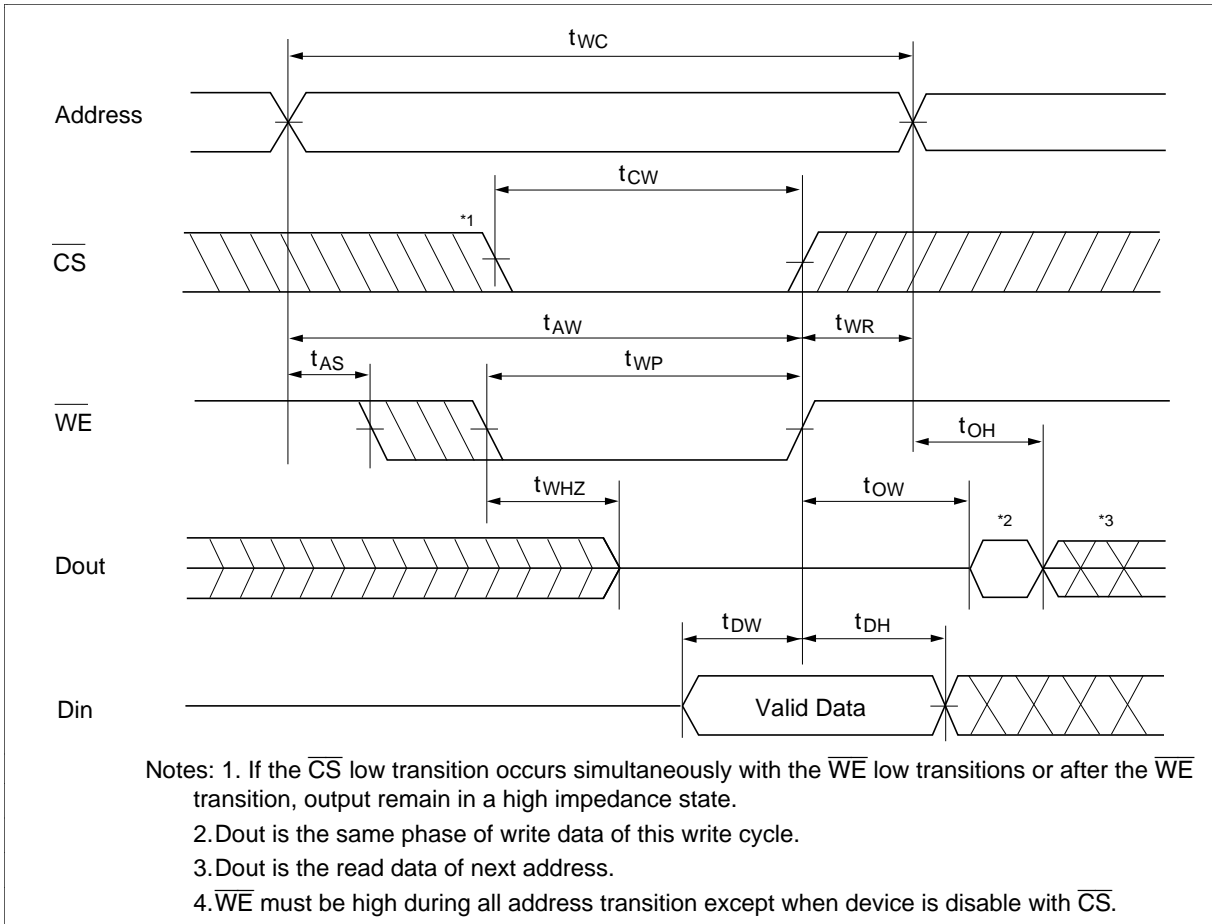 tWC
Address
tCW
*1
CS
tAW
tWR
tAS
tWP
WE
tOH
tWHZ
tOW
*2
*3
Dout
tDW
tDH
Din
Valid Data
Notes: 1. If the CS low transition occurs simultaneously with the WE low transitions or after the WE
transition, output remain in a high impedance state.
2.Dout is the same phase of write data of this write cycle.
3.Dout is the read data of next address.
4.WE must be high during all address transition except when device is disable with CS.